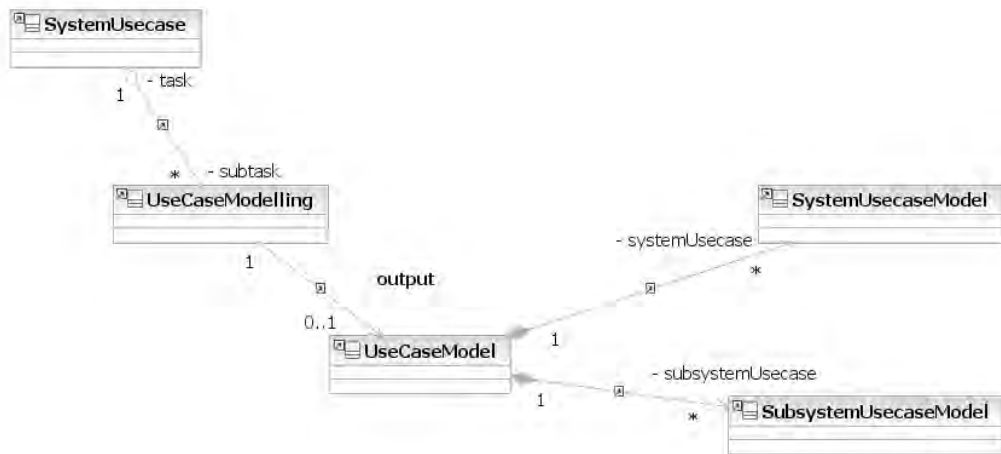 SystemUsecase
- task
1
* - subtask
UseCaseModelling
1
output
0..1
UseCaseModel
SystemUsecaseModel
- systemUsecase
*
1
- subsystemUsecase
1
*
SubsystemUsecaseModel